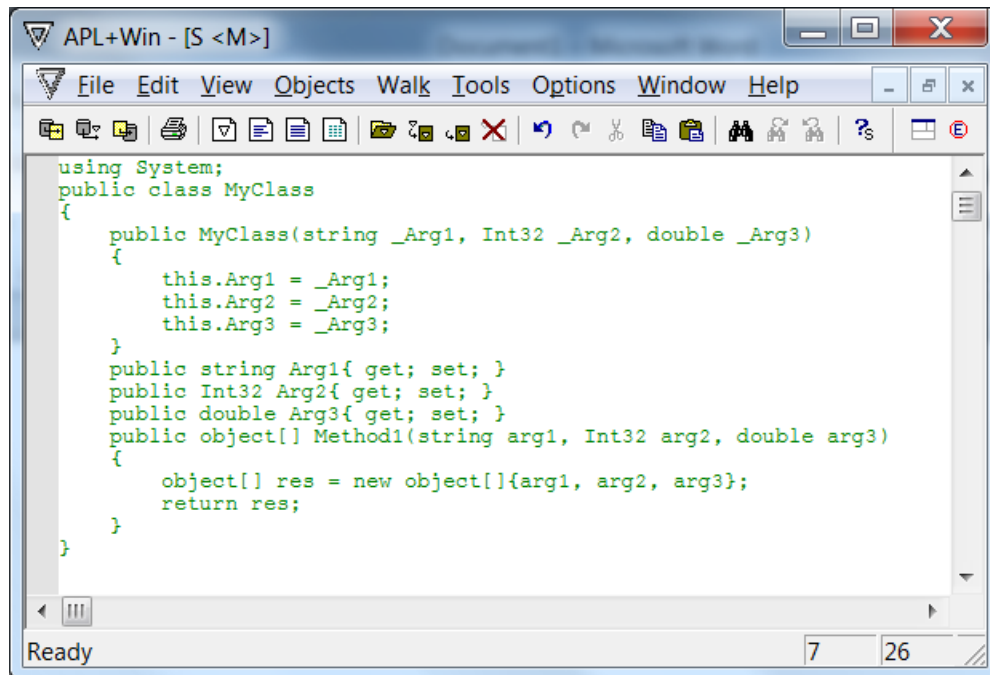 APL+Win - [S <M>]
File Edit View Objects Walk Tools Options Window Help
using System;
public class MyClass
{
    public MyClass(string _Arg1, Int32 _Arg2, double _Arg3)
    {
        this.Arg1 = _Arg1;
        this.Arg2 = _Arg2;
        this.Arg3 = _Arg3;
    }
    public string Arg1{ get; set; }
    public Int32 Arg2{ get; set; }
    public double Arg3{ get; set; }
    public object[] Method1(string arg1, Int32 arg2, double arg3)
    {
        object[] res = new object[]{arg1, arg2, arg3};
        return res;
    }
}
Ready 7 26